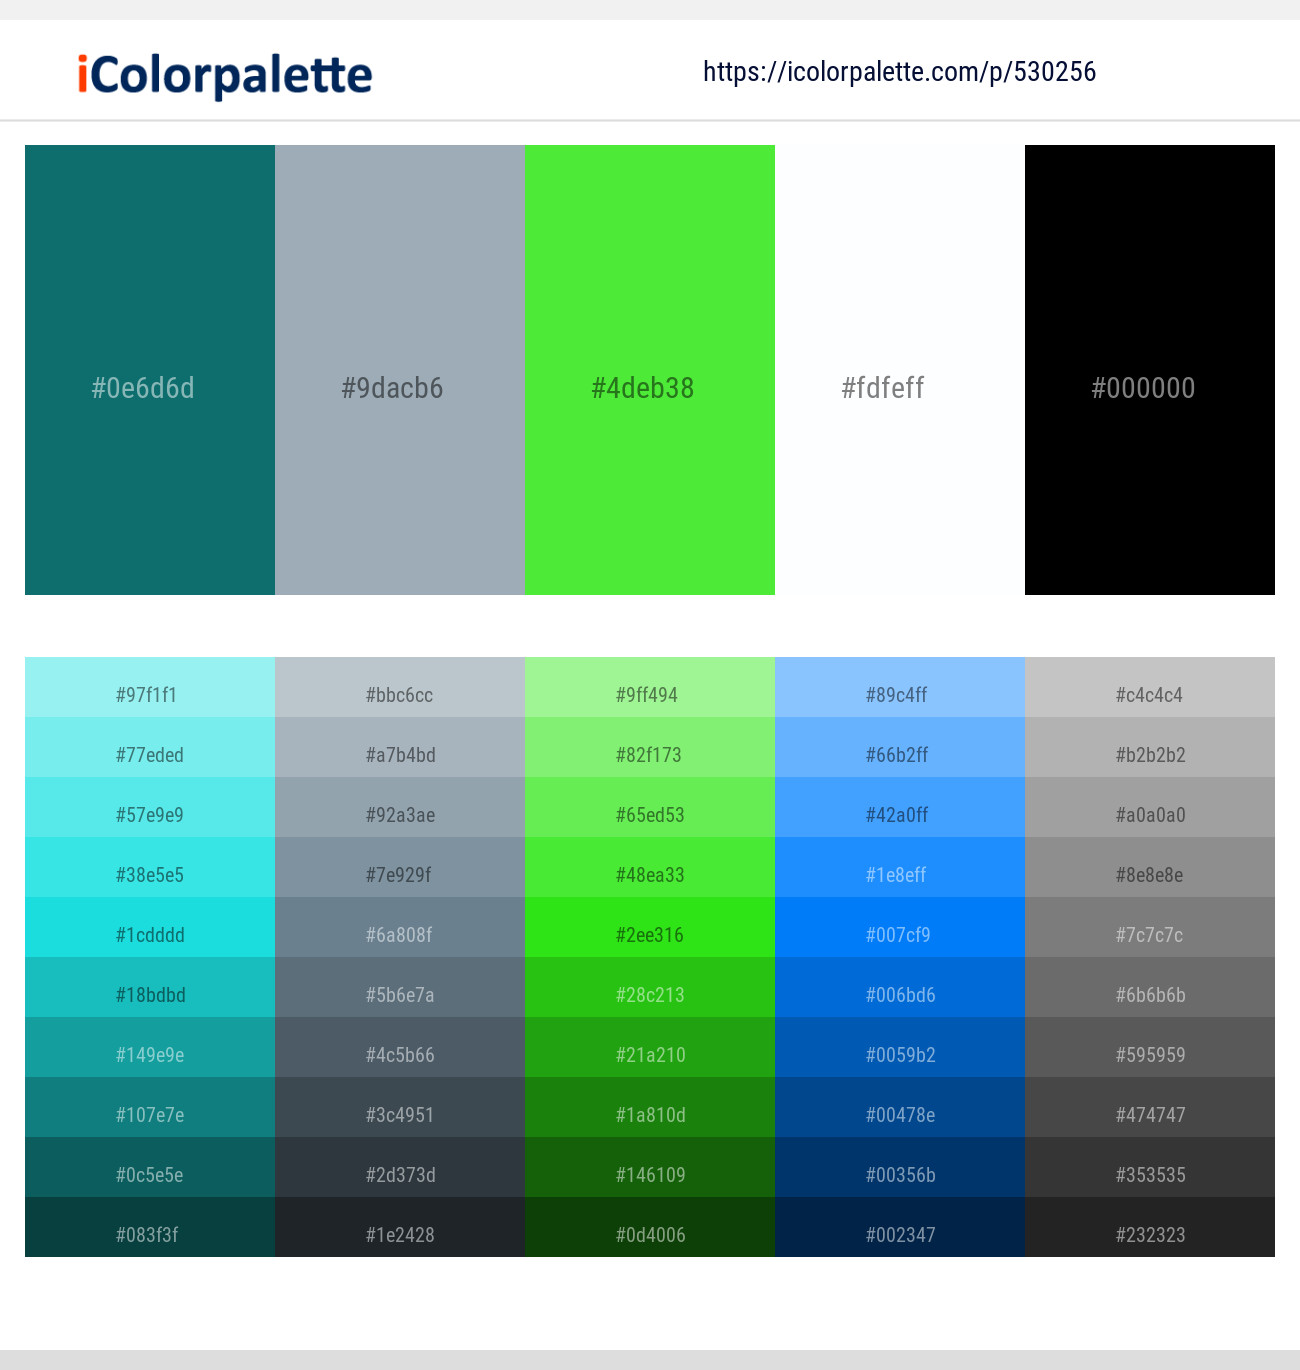 iColorpalette
https://icolorpalette.com/p/530256
#0e6d6d #9dacb6 #4deb38 #fdfeff #000000
#97f1f1 #bbc6cc #9ff494 #89c4ff #c4c4c4
#77eded #a7b4bd #82f173 #66b2ff #b2b2b2
#57e9e9 #92a3ae #65ed53 #42a0ff #a0a0a0
#38e5e5 #7e929f #48ea33 #1e8eff #8e8e8e
#1cdddd #6a808f #2ee316 #007cf9 #7c7c7c
#18bdbd #5b6e7a #28c213 #006bd6 #6b6b6b
#149e9e #4c5b66 #21a210 #0059b2 #595959
#107e7e #3c4951 #1a810d #00478e #474747
#0c5e5e #2d373d #146109 #00356b #353535
#083f3f #1e2428 #0d4006 #002347 #232323